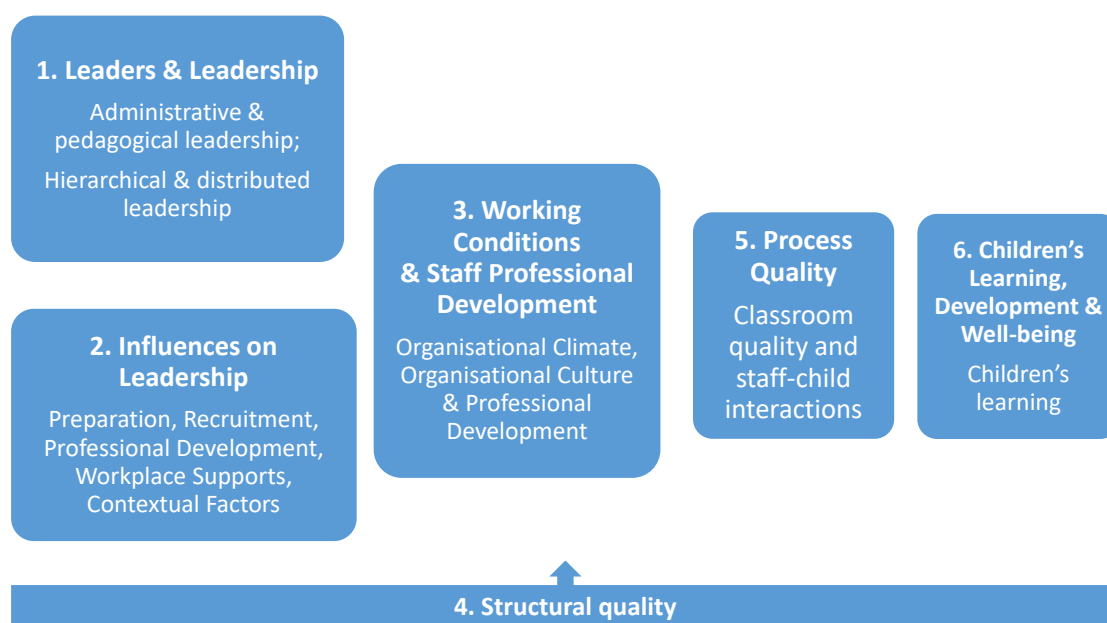 1. Leaders & Leadership
Administrative &
pedagogical leadership;
Hierarchical & distributed
leadership
2. Influences on
Leadership
Preparation, Recruitment,
Professional Development,
Workplace Supports,
Contextual Factors
3. Working
Conditions
& Staff Professional
Development
Organisational Climate,
Organisational Culture
& Professional
Development
5. Process
Quality
Classroom
quality and
staff-child
interactions
6. Children’s
Learning,
Development &
Well-being
Children’s
learning
4. Structural quality